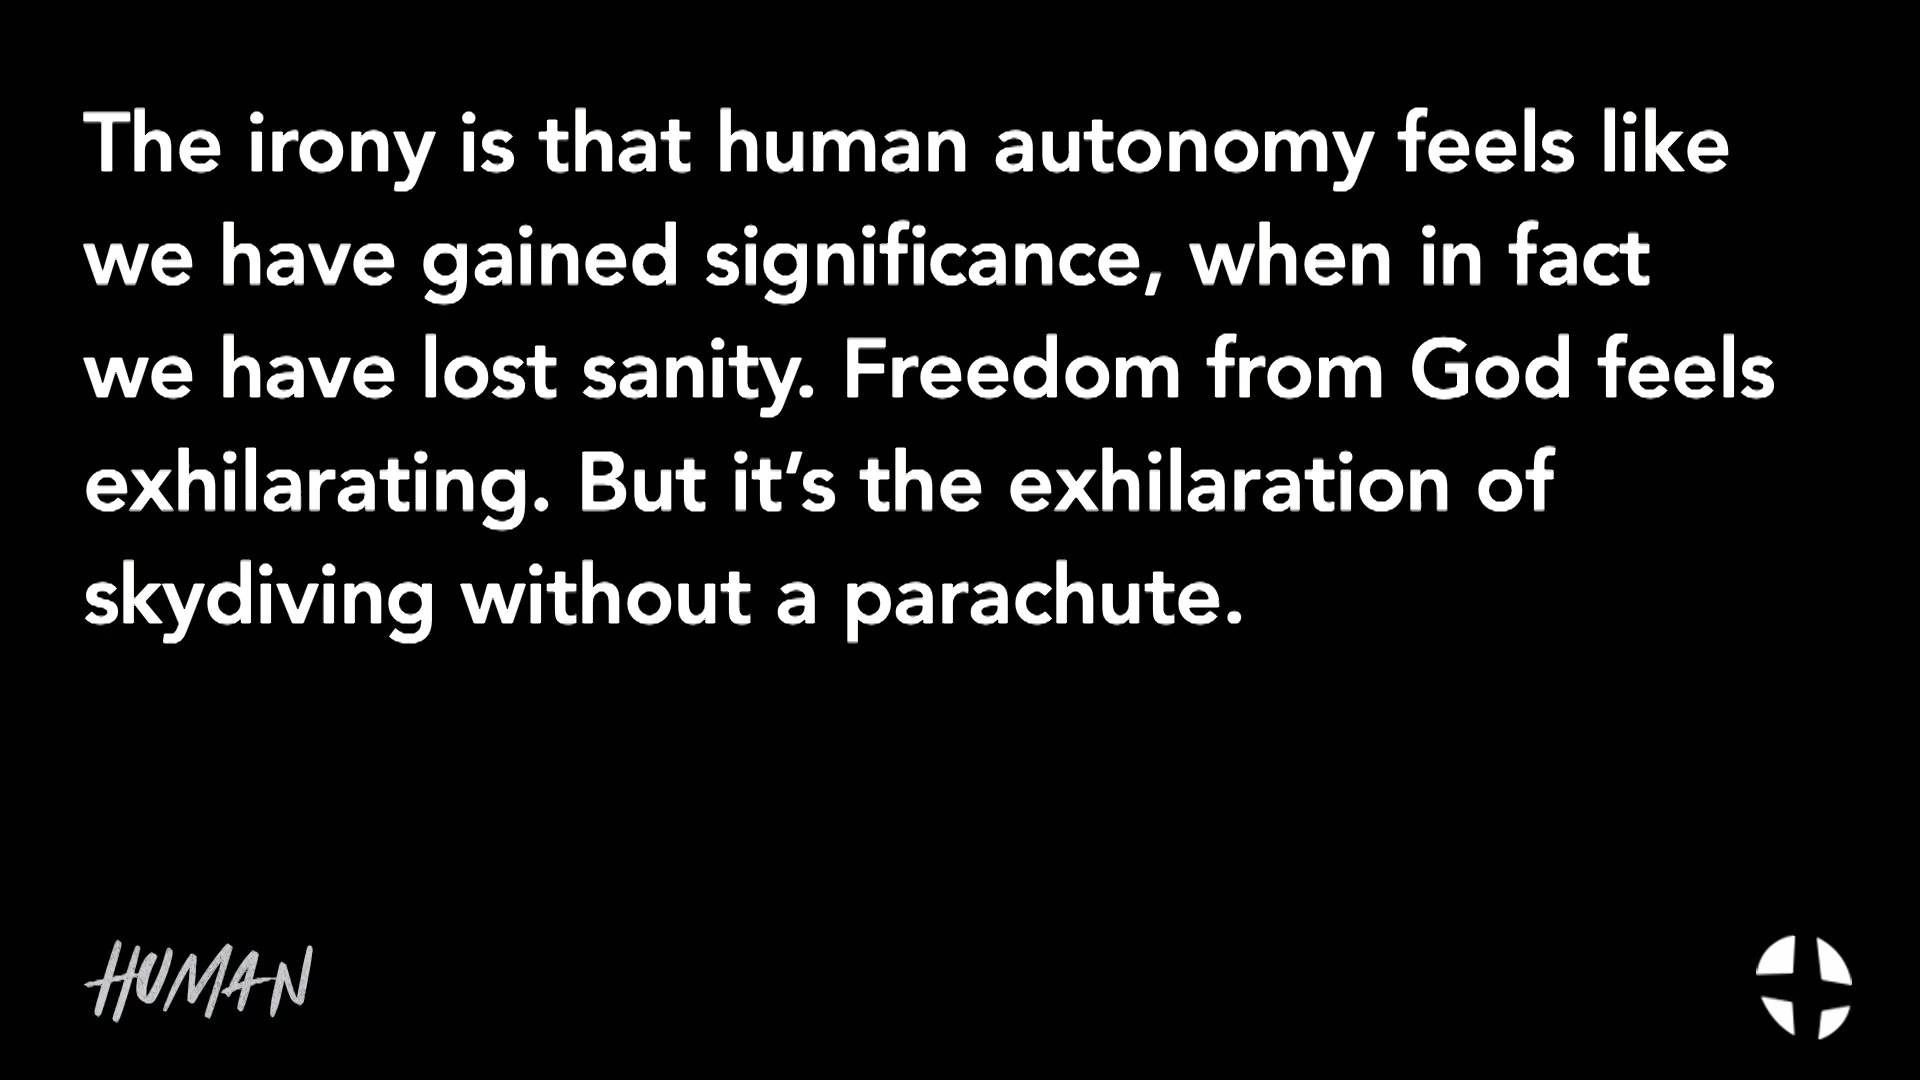 The irony is that human autonomy feels like
we have gained significance, when in fact
we have lost sanity. Freedom from God feels
exhilarating. But it’s the exhilaration of
skydiving without a parachute.
HUMAN